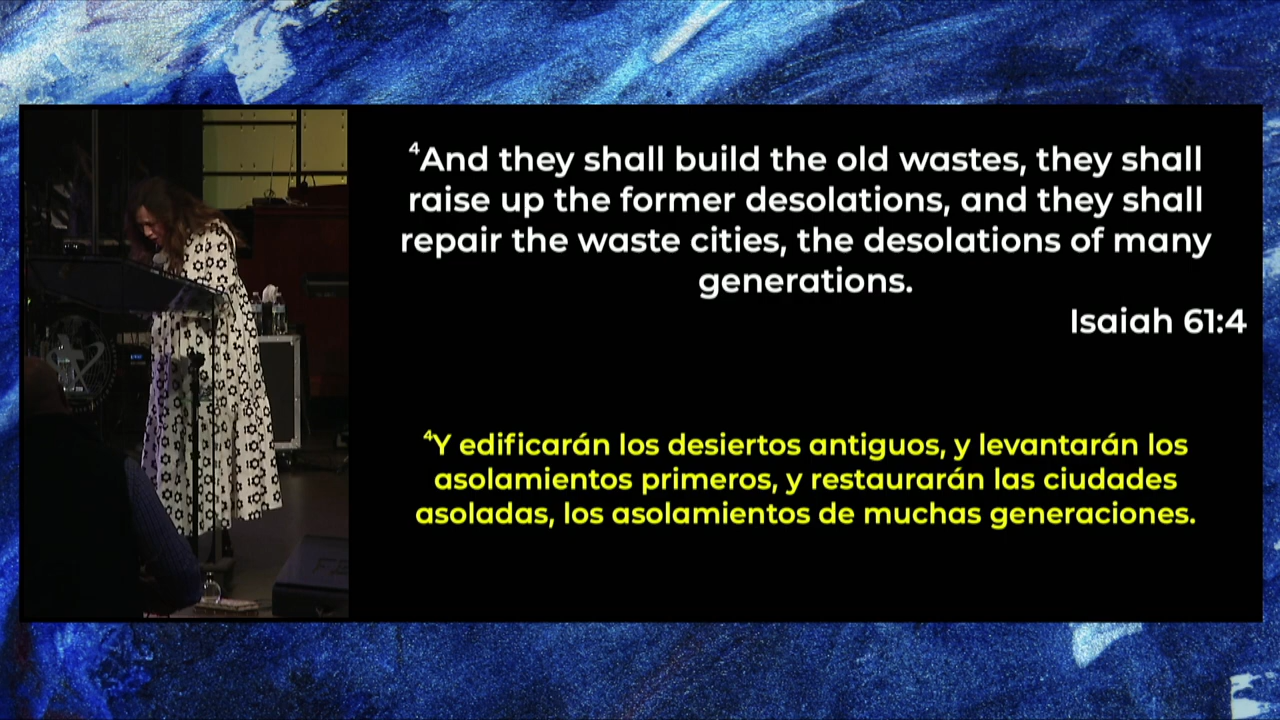 ⁴And they shall build the old wastes, they shall
raise up the former desolations, and they shall
repair the waste cities, the desolations of many
generations.
Isaiah 61:4
⁴Y edificarán los desiertos antiguos, y levantarán los
asolamientos primeros, y restaurarán las ciudades
asoladas, los asolamientos de muchas generaciones.